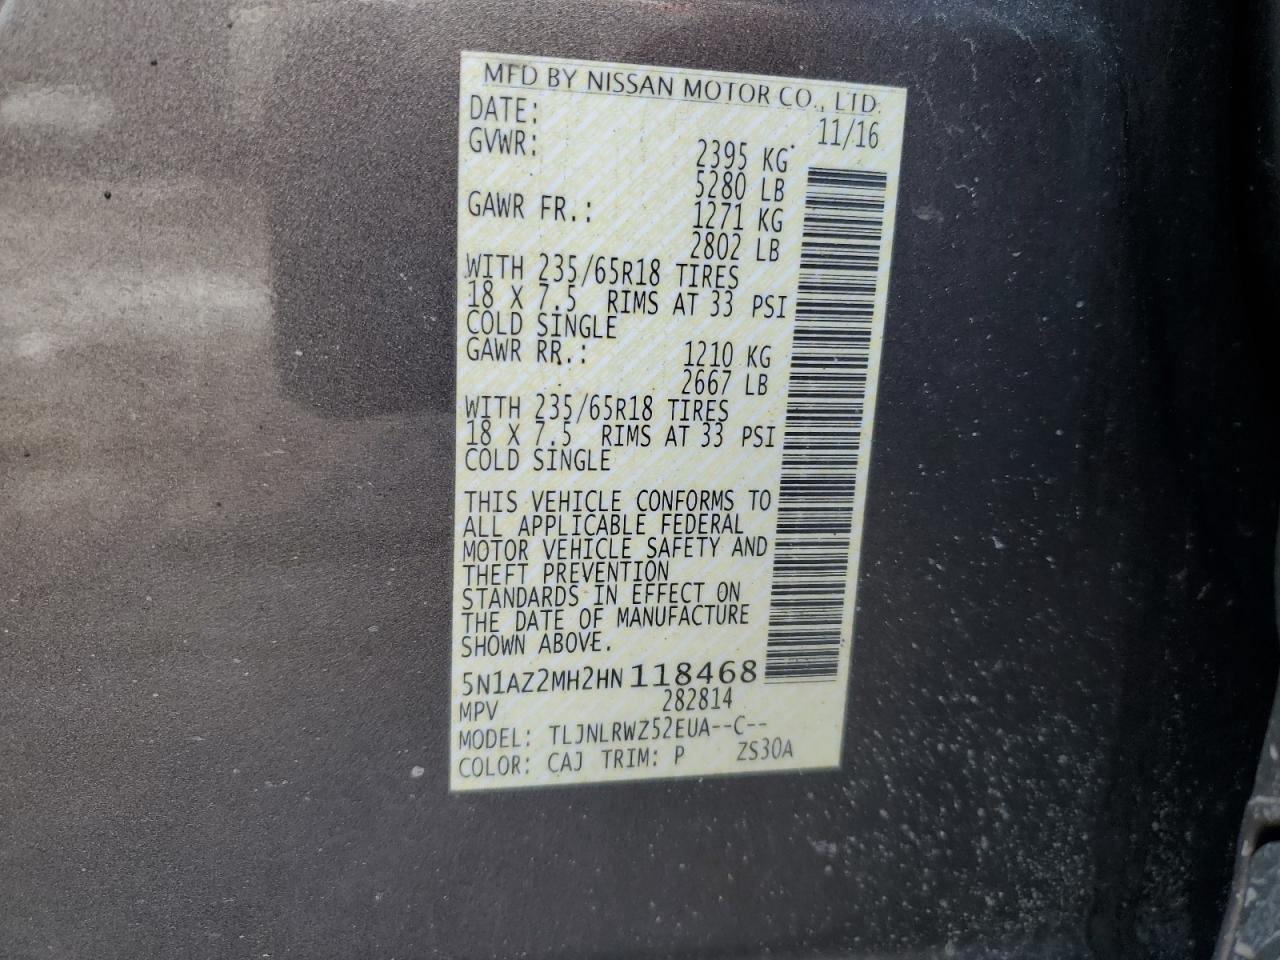 MFD BY NISSAN MOTOR CO., LTD.
DATE: 11/16
GVWR: 2395 KG
5280 LB
GAWR FR.: 1271 KG
2802 LB
WITH 235/65R18 TIRES
18 X 7.5 RIMS AT 33 PSI
COLD SINGLE
GAWR RR.: 1210 KG
2667 LB
WITH 235/65R18 TIRES
18 X 7.5 RIMS AT 33 PSI
COLD SINGLE
THIS VEHICLE CONFORMS TO
ALL APPLICABLE FEDERAL
MOTOR VEHICLE SAFETY AND
THEFT PREVENTION
STANDARDS IN EFFECT ON
THE DATE OF MANUFACTURE
SHOWN ABOVE.
5N1AZ2MH2HN118468
MPV 282814
MODEL: TLJNLRWZ52EUA--C--
COLOR: CAJ TRIM: P ZS30A